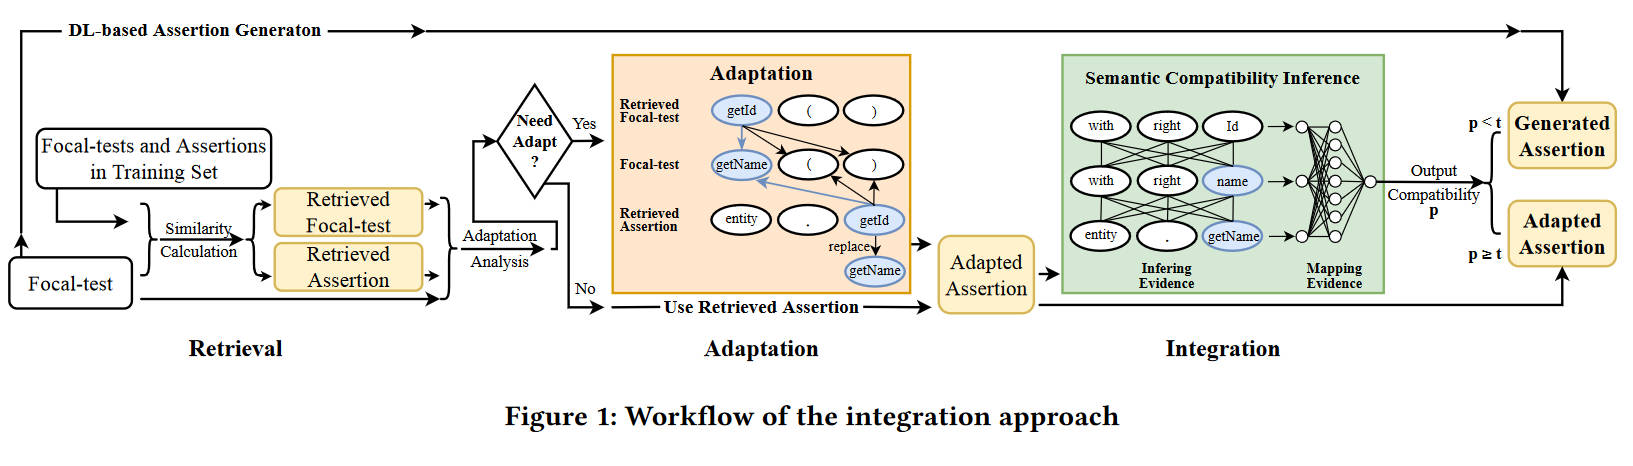 DL-based Assertion Generaton
Focal-tests and Assertions
in Training Set
Focal-test
Similarity
Calculation
Retrieved
Focal-test
Retrieved
Assertion
Adaptation
Analysis
Need
Adapt
?
Yes
No
Adaptation
Retrieved
Focal-test
getId
(
)
Focal-test
getName
(
)
Retrieved
Assertion
entity
.
getId
replace
getName
Use Retrieved Assertion
Adapted
Assertion
Semantic Compatibility Inference
with
right
Id
with
right
name
entity
.
getName
Infering
Evidence
Mapping
Evidence
Output
Compatibility
p
p < t
Generated
Assertion
Adapted
Assertion
p ≥ t
Retrieval
Adaptation
Integration
Figure 1: Workflow of the integration approach